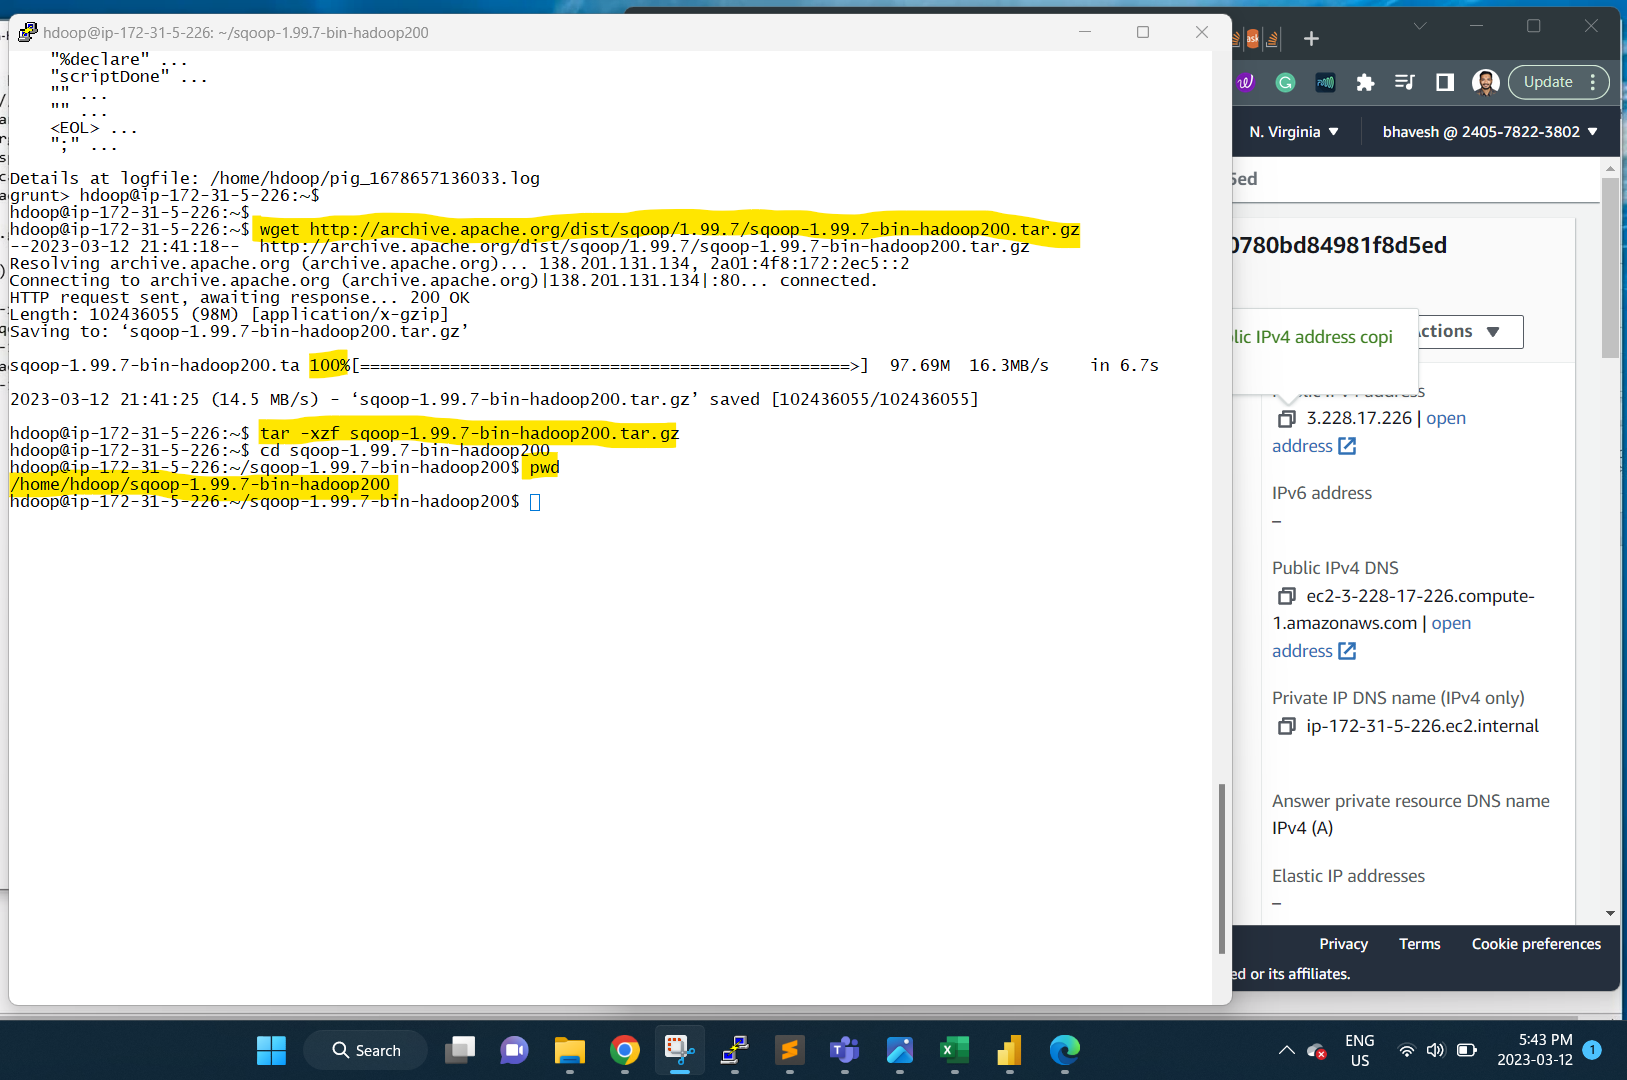 hdoop@ip-172-31-5-226: ~/sqoop-1.99.7-bin-hadoop200
"%declare" ...
"scriptDone" ...
"" ...
"" ...
<EOL> ...
";" ...
Details at logfile: /home/hdoop/pig_1678657136033.log
grunt> hdoop@ip-172-31-5-226:~$
hdoop@ip-172-31-5-226:~$
hdoop@ip-172-31-5-226:~$ wget http://archive.apache.org/dist/sqoop/1.99.7/sqoop-1.99.7-bin-hadoop200.tar.gz
--2023-03-12 21:41:18--  http://archive.apache.org/dist/sqoop/1.99.7/sqoop-1.99.7-bin-hadoop200.tar.gz
Resolving archive.apache.org (archive.apache.org)... 138.201.131.134, 2a01:4f8:172:2ec5::2
Connecting to archive.apache.org (archive.apache.org)|138.201.131.134|:80... connected.
HTTP request sent, awaiting response... 200 OK
Length: 102436055 (98M) [application/x-gzip]
Saving to: ‘sqoop-1.99.7-bin-hadoop200.tar.gz’
sqoop-1.99.7-bin-hadoop200.ta 100%[=================================================>]  97.69M  16.3MB/s    in 6.7s
2023-03-12 21:41:25 (14.5 MB/s) - ‘sqoop-1.99.7-bin-hadoop200.tar.gz’ saved [102436055/102436055]
hdoop@ip-172-31-5-226:~$ tar -xzf sqoop-1.99.7-bin-hadoop200.tar.gz
hdoop@ip-172-31-5-226:~$ cd sqoop-1.99.7-bin-hadoop200
hdoop@ip-172-31-5-226:~/sqoop-1.99.7-bin-hadoop200$ pwd
/home/hdoop/sqoop-1.99.7-bin-hadoop200
hdoop@ip-172-31-5-226:~/sqoop-1.99.7-bin-hadoop200$
Update
N. Virginia
bhavesh @ 2405-7822-3802
5ed
0780bd84981f8d5ed
lic IPv4 address copi
ctions
3.228.17.226 | open
address
IPv6 address
–
Public IPv4 DNS
ec2-3-228-17-226.compute-
1.amazonaws.com | open
address
Private IP DNS name (IPv4 only)
ip-172-31-5-226.ec2.internal
Answer private resource DNS name
IPv4 (A)
Elastic IP addresses
–
Privacy Terms Cookie preferences
ed or its affiliates.
Search
ENG
US
5:43 PM
2023-03-12
1